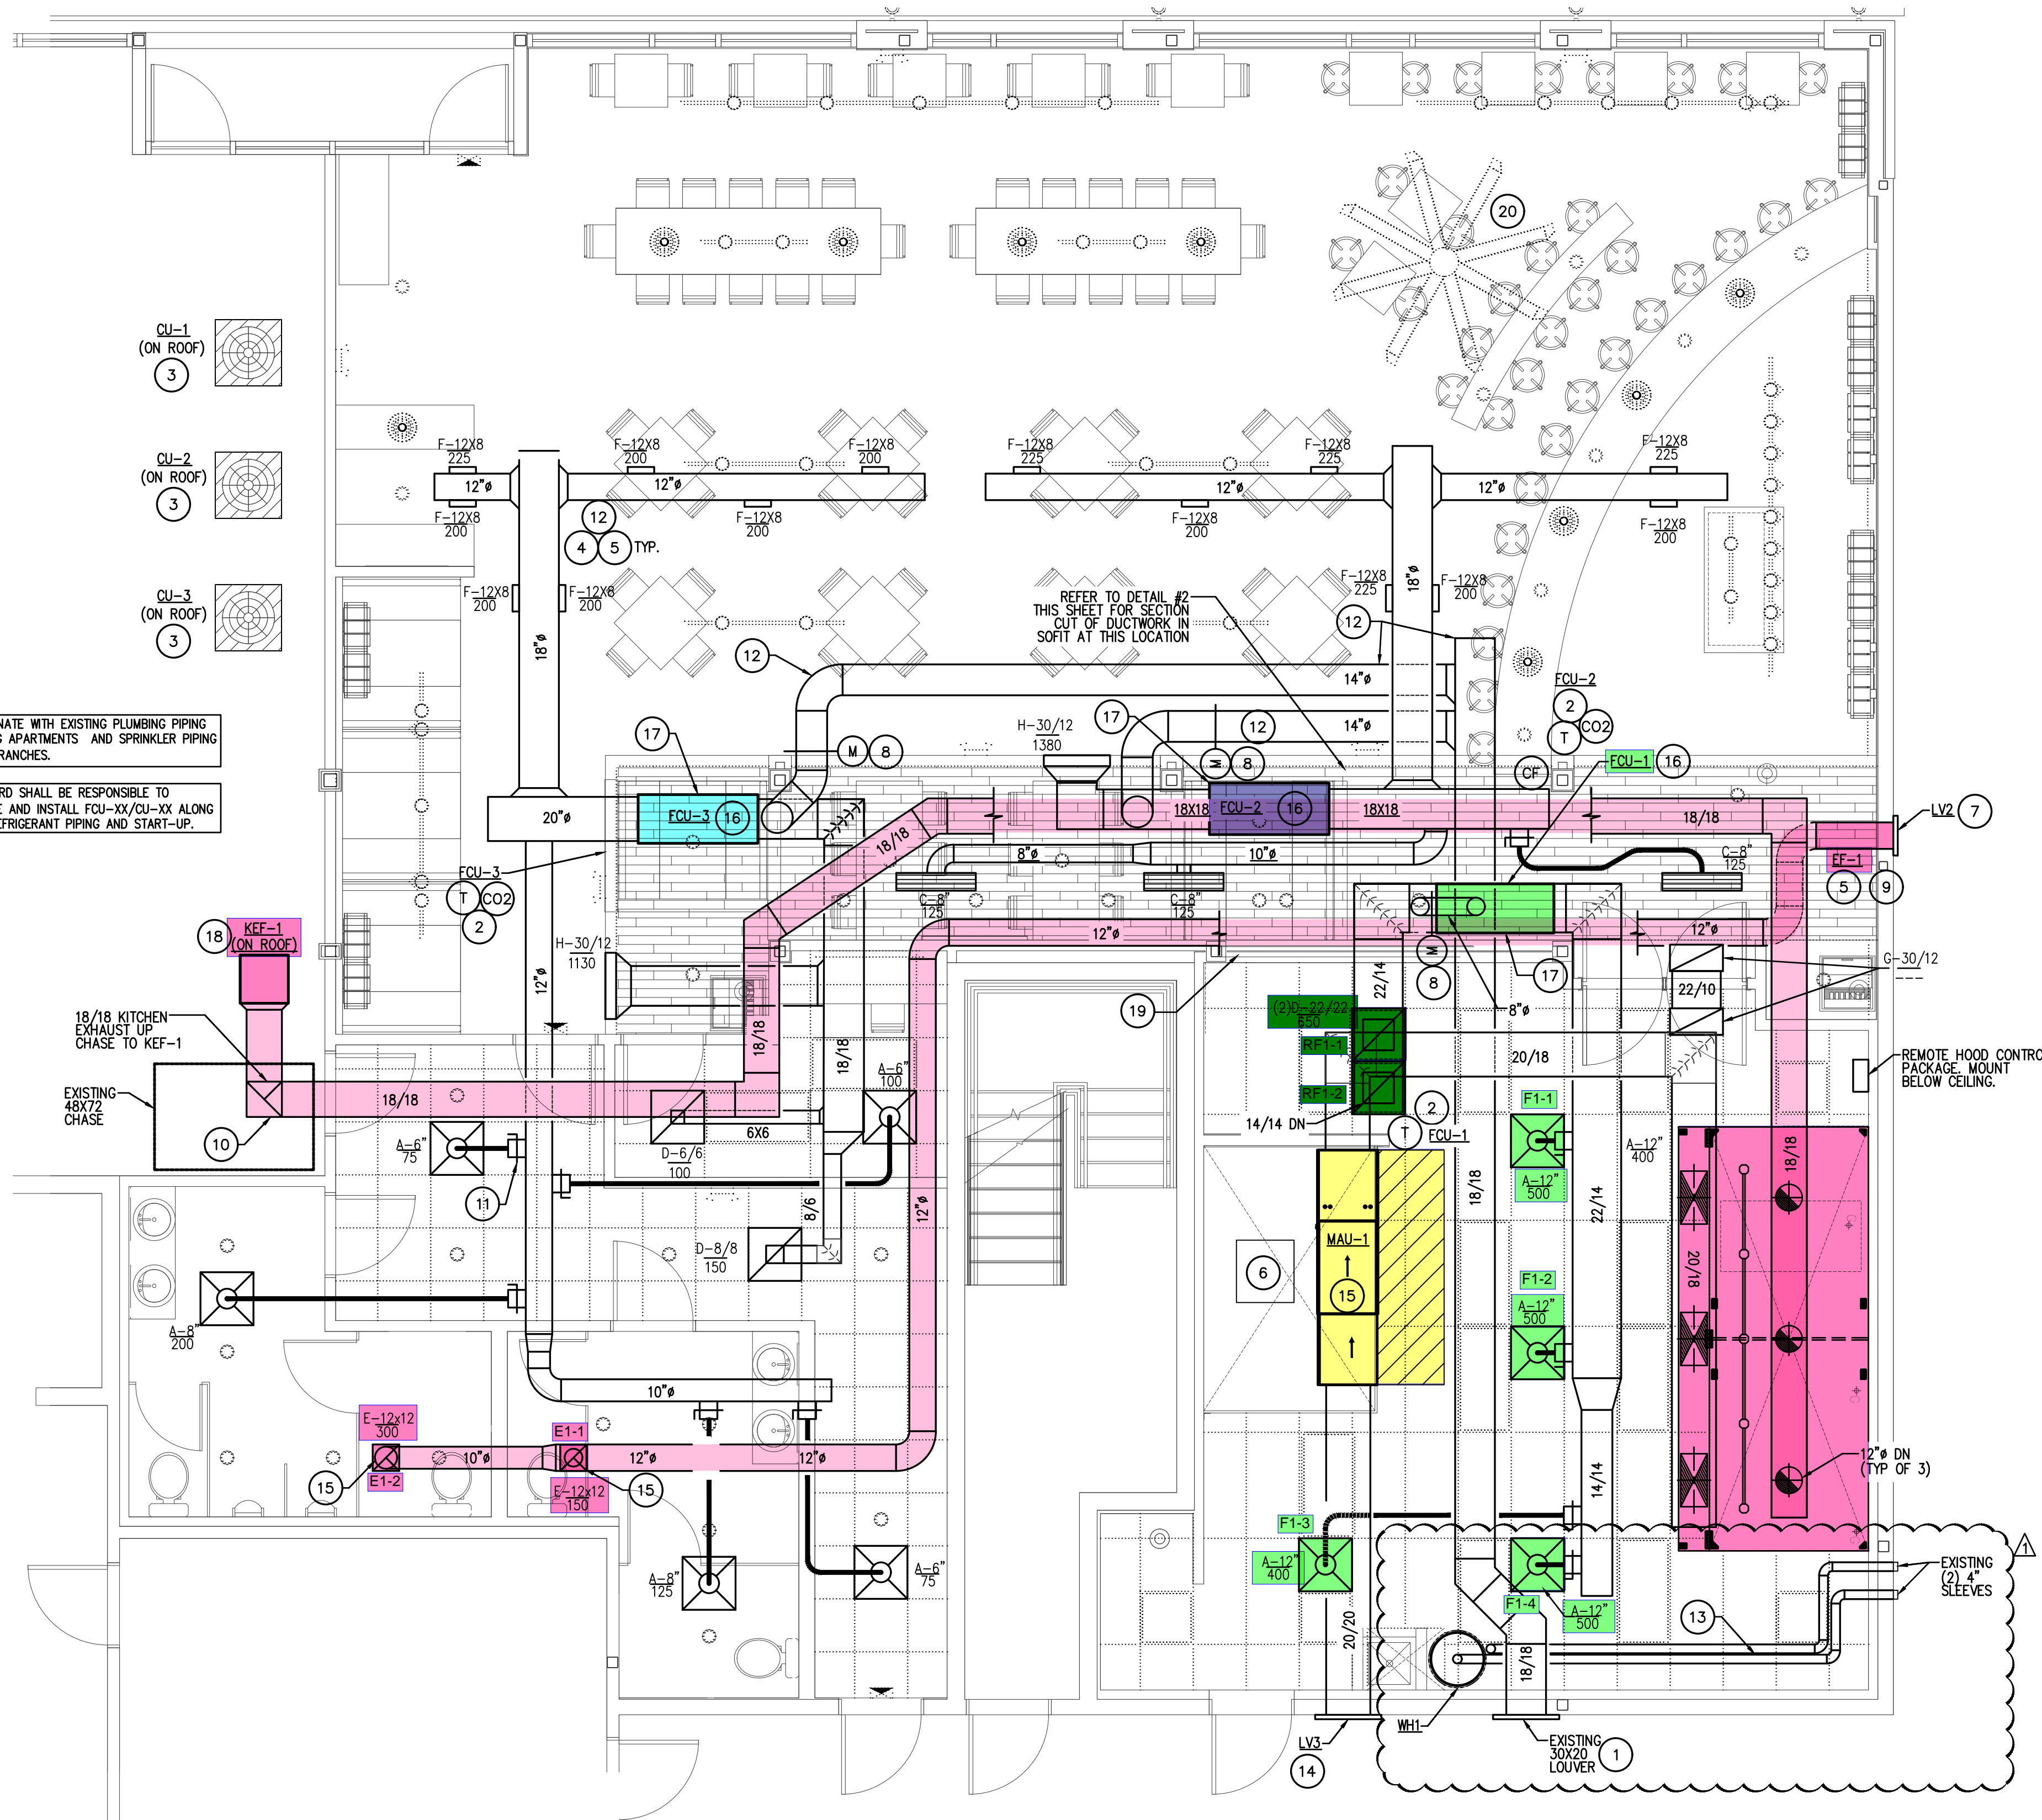 20
CU-1
(ON ROOF)
3
CU-2
(ON ROOF)
3
CU-3
(ON ROOF)
3
F-12X8
225
F-12X8
200
F-12X8
200
F-12X8
225
F-12X8
225
F-12X8
225
12"ø
12"ø
12"ø
12"ø
F-12X8
200
F-12X8
200
F-12X8
200
F-12X8
200
12
4
5
TYP.
F-12X8
200
F-12X8
200
F-12X8
225
F-12X8
200
18"ø
18"ø
REFER TO DETAIL #2
THIS SHEET FOR SECTION
CUT OF DUCTWORK IN
SOFIT AT THIS LOCATION
12
12
14"ø
14"ø
12
NATE WITH EXISTING PLUMBING PIPING
G APARTMENTS AND SPRINKLER PIPING
RANCHES.
RD SHALL BE RESPONSIBLE TO
E AND INSTALL FCU-XX/CU-XX ALONG
EFRIGERANT PIPING AND START-UP.
17
M
8
H-30/12
1380
17
M
8
FCU-2
2
CO2
T
CF
FCU-1
16
20"ø
FCU-3
16
18/18
18X18
FCU-2
16
18X18
18/18
LV2
7
EF-1
5
9
FCU-3
T
CO2
2
8"ø
10"ø
C-8"
125
C-8"
125
C-8"
125
18
KEF-1
(ON ROOF)
H-30/12
1130
12"ø
12"ø
12"ø
M
8
17
G-30/12
22/10
18/18 KITCHEN
EXHAUST UP
CHASE TO KEF-1
EXISTING
48X72
CHASE
10
18/18
18/18
18/18
19
22/14
8"ø
20/18
(2)D-22/22
650
RF1-1
RF1-2
14/14 DN
2
T
FCU-1
REMOTE HOOD CONTRO
PACKAGE. MOUNT
BELOW CEILING.
A-6"
100
A-6"
75
11
6X6
D-6/6
100
8/6
12"ø
D-8/8
150
A-8"
200
F1-1
A-12"
500
A-12"
400
18/18
22/14
18/18
MAU-1
15
6
F1-2
A-12"
500
20/18
10"ø
E-12x12
300
E1-2
15
10"ø
E1-1
E-12x12
150
15
12"ø
12"ø
A-8"
125
A-6"
75
12"ø DN
(TYP OF 3)
14/14
F1-3
A-12"
400
F1-4
A-12"
500
20/20
18/18
13
EXISTING
(2) 4"
SLEEVES
1
WH1
LV3
14
EXISTING
30X20
LOUVER
1